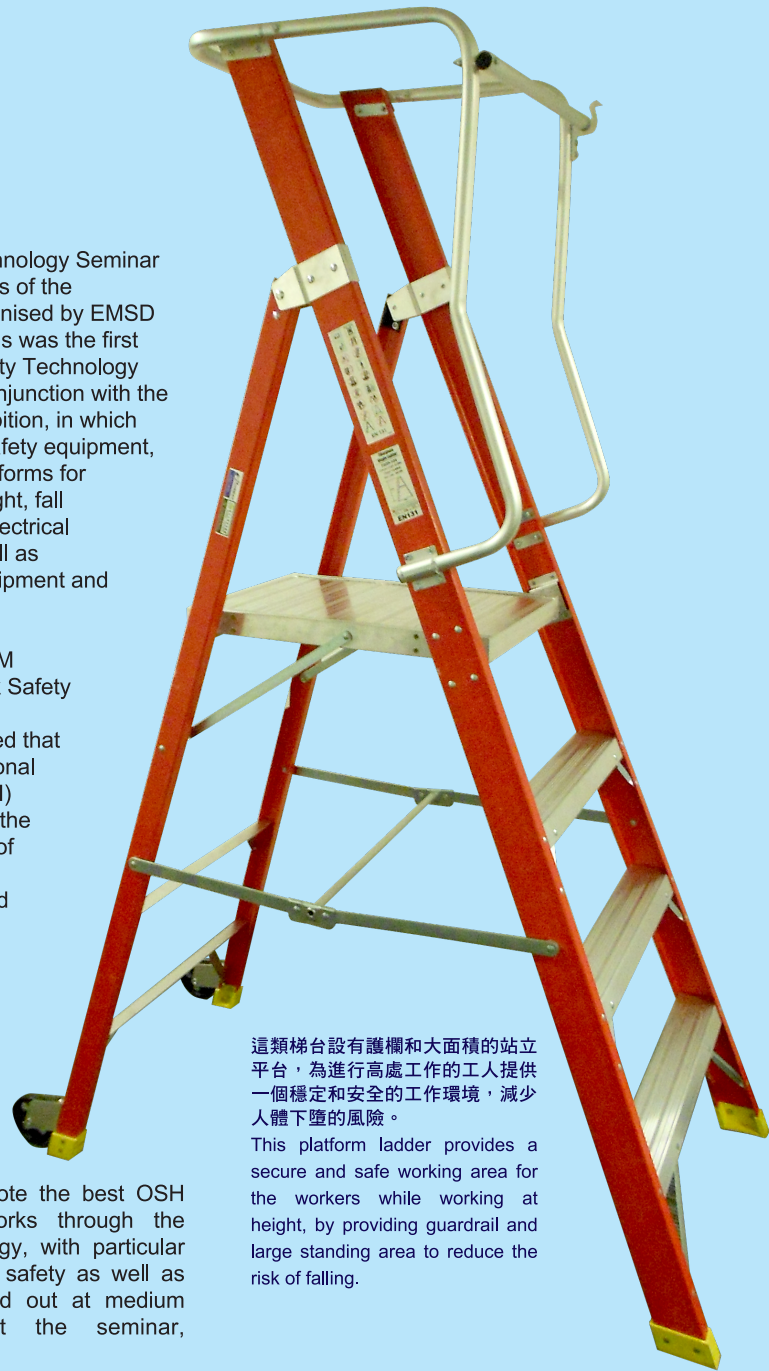 nnology Seminar
s of the
nised by EMSD
s was the first
ty Technology
njunction with the
bition, in which
fety equipment,
forms for
ght, fall
ectrical
ll as
ipment and
M
Safety
ed that
onal
the
of
d
ote the best OSH
orks through the
gy, with particular
safety as well as
d out at medium
t the seminar,
EN131
EN131
這類梯台設有護欄和大面積的站立
平台，為進行高處工作的工人提供
一個穩定和安全的工作環境，減少
人體下墮的風險。
This platform ladder provides a
secure and safe working area for
the workers while working at
height, by providing guardrail and
large standing area to reduce the
risk of falling.